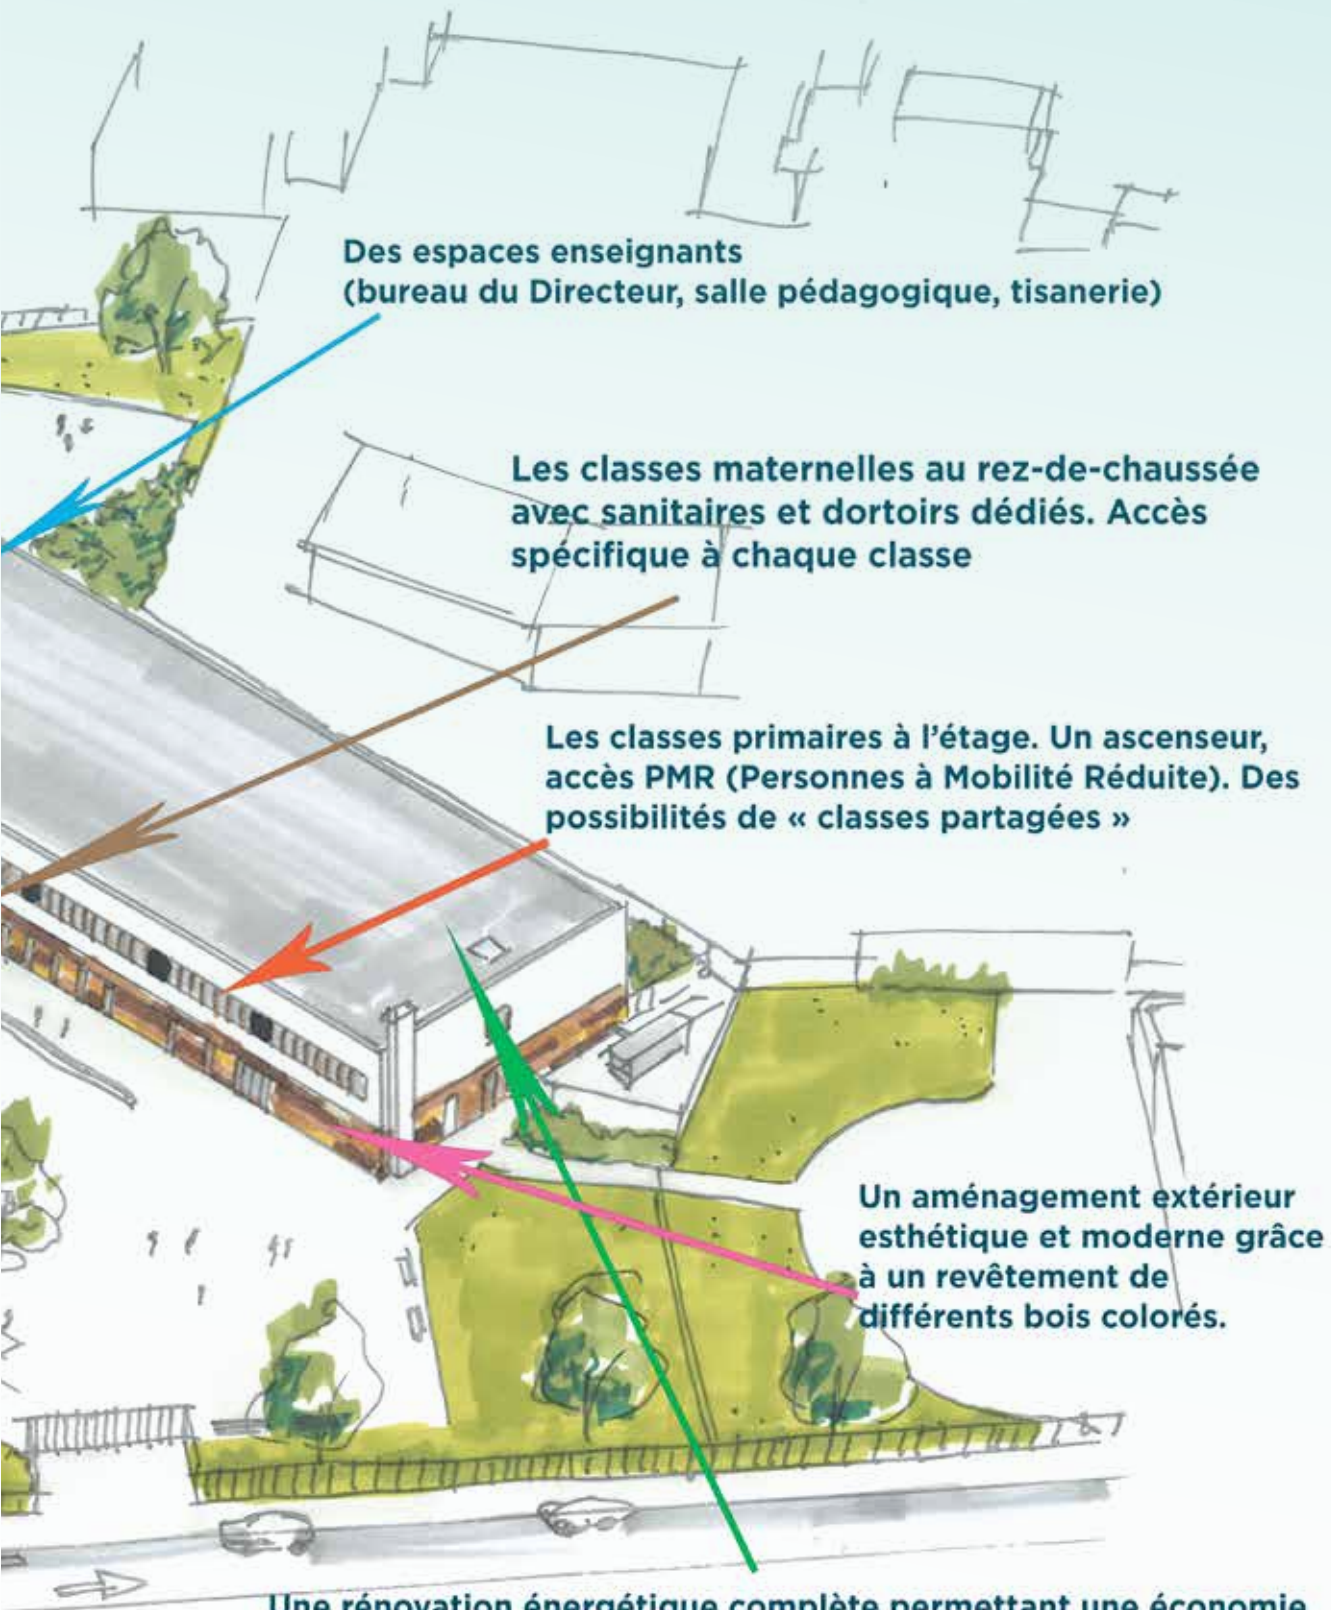 Des espaces enseignants
(bureau du Directeur, salle pédagogique, tisanerie)
Les classes maternelles au rez-de-chaussée
avec sanitaires et dortoirs dédiés. Accès
spécifique à chaque classe
Les classes primaires à l'étage. Un ascenseur,
accès PMR (Personnes à Mobilité Réduite). Des
possibilités de « classes partagées »
Un aménagement extérieur
esthétique et moderne grâce
à un revêtement de
différents bois colorés.
Une rénovation énergétique complète permettant une économie